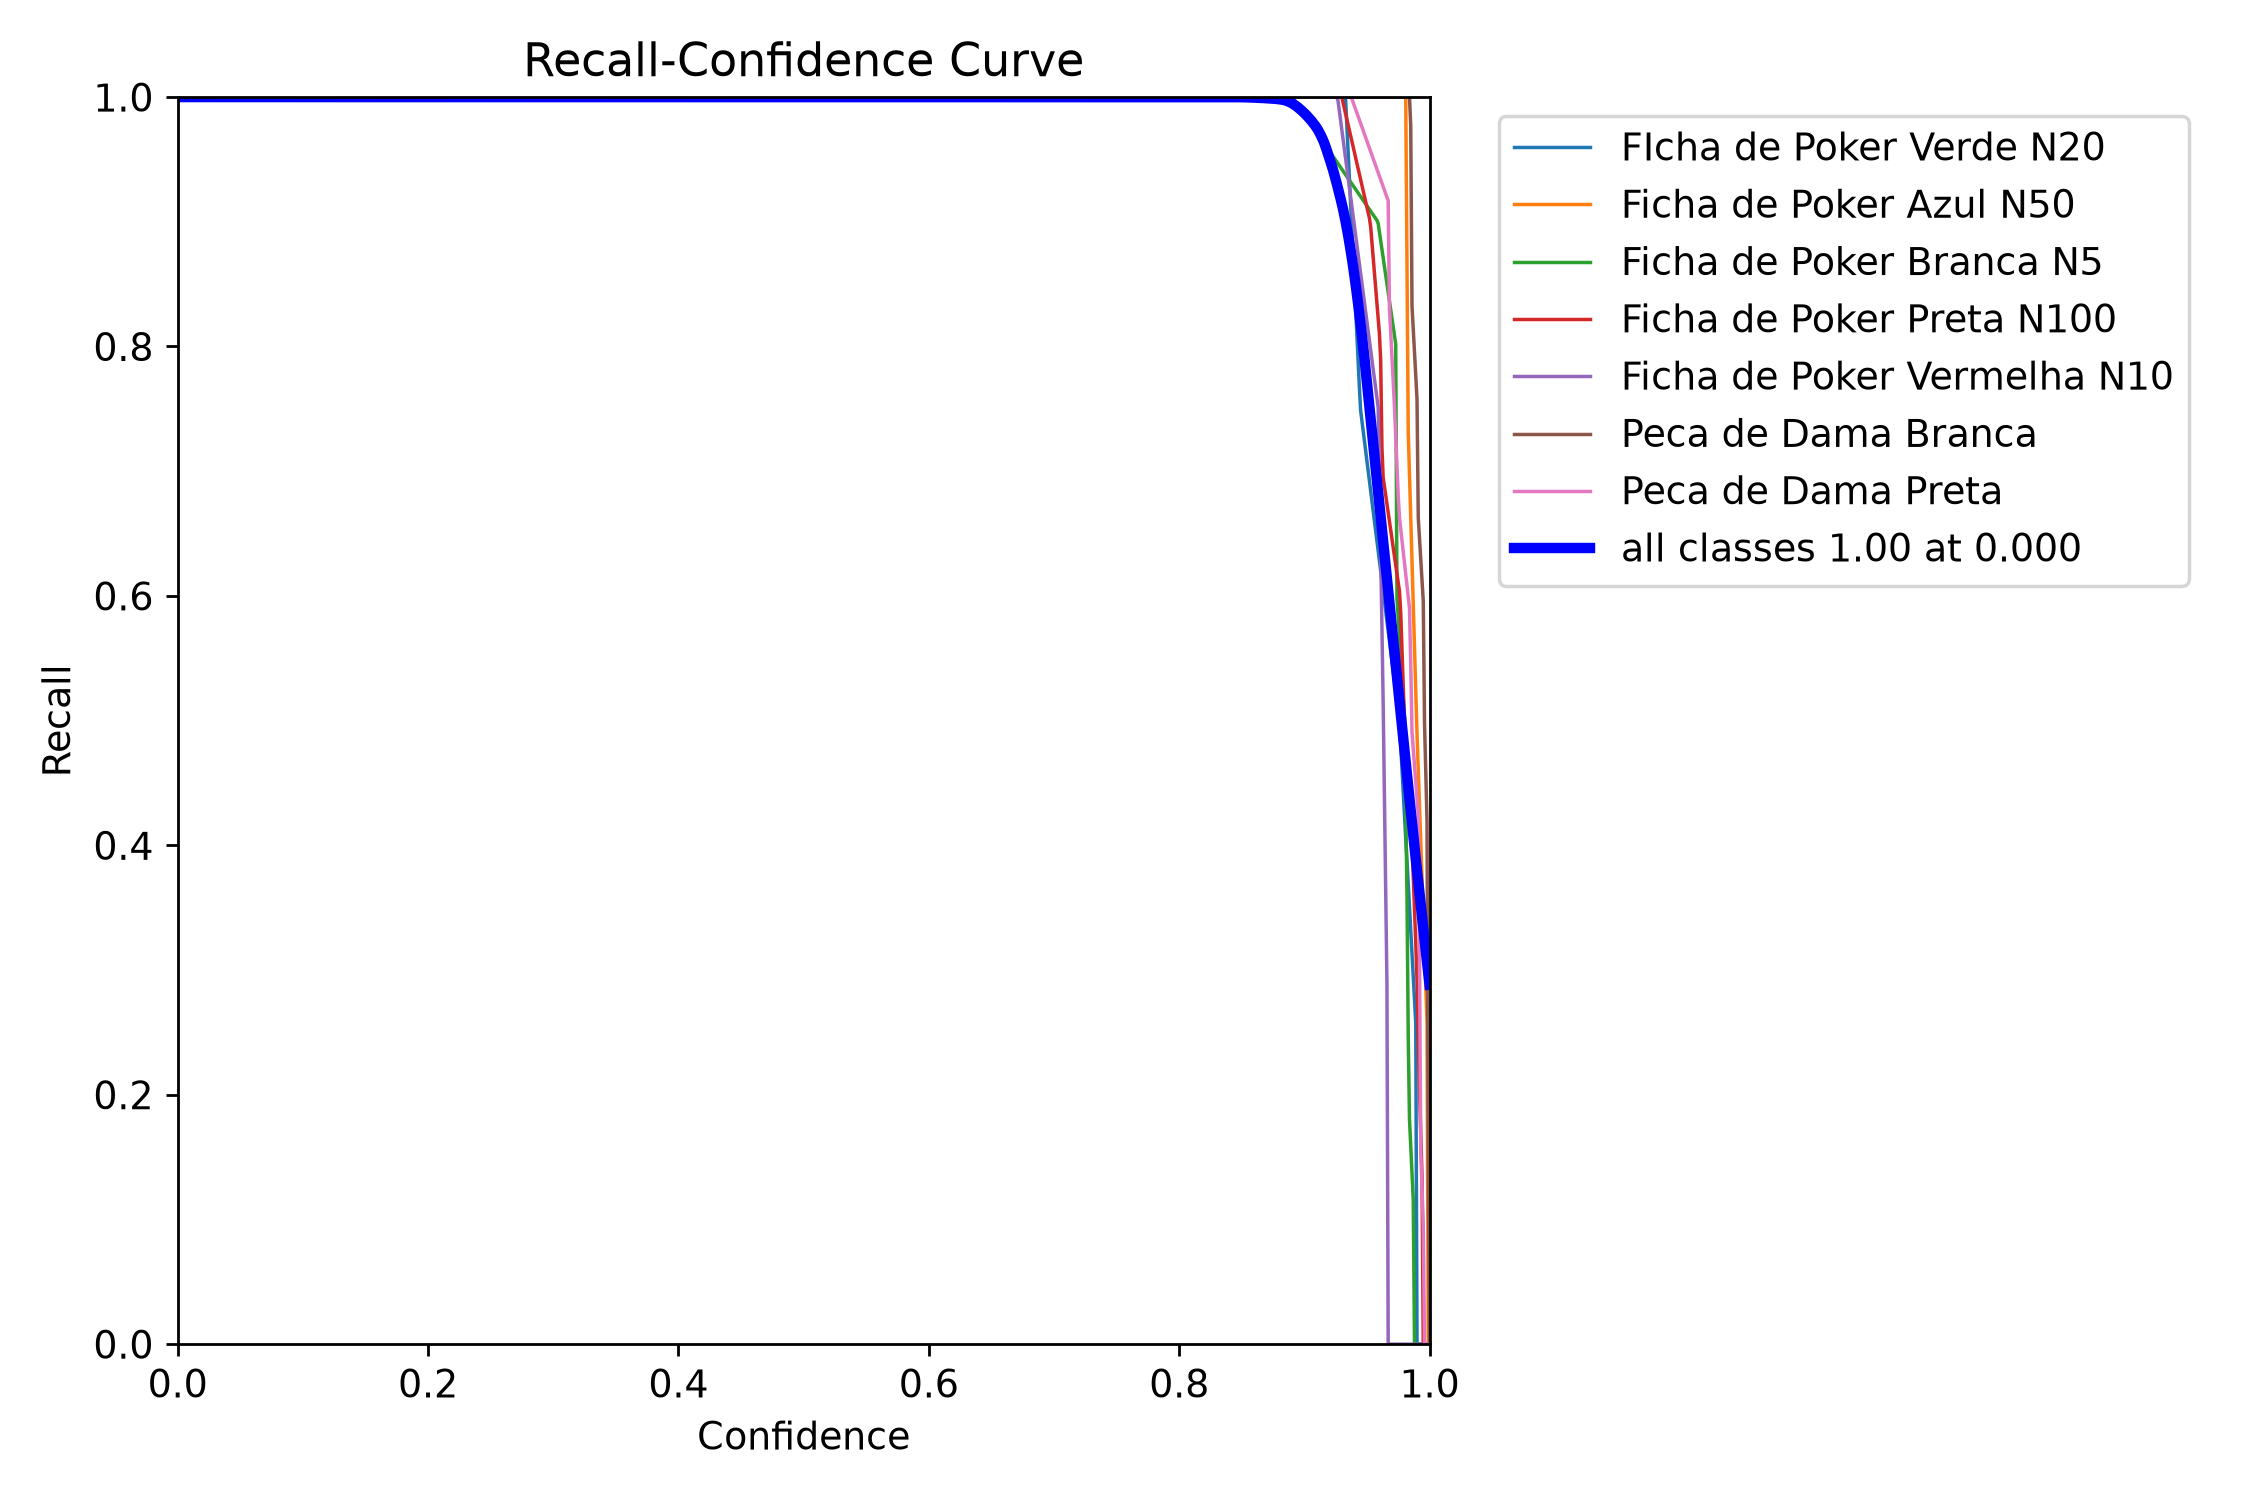 Recall-Confidence Curve
1.0
0.8
0.6
0.4
0.2
0.0
Recall
0.0 0.2 0.4 0.6 0.8 1.0
Confidence
FIcha de Poker Verde N20
Ficha de Poker Azul N50
Ficha de Poker Branca N5
Ficha de Poker Preta N100
Ficha de Poker Vermelha N10
Peca de Dama Branca
Peca de Dama Preta
all classes 1.00 at 0.000